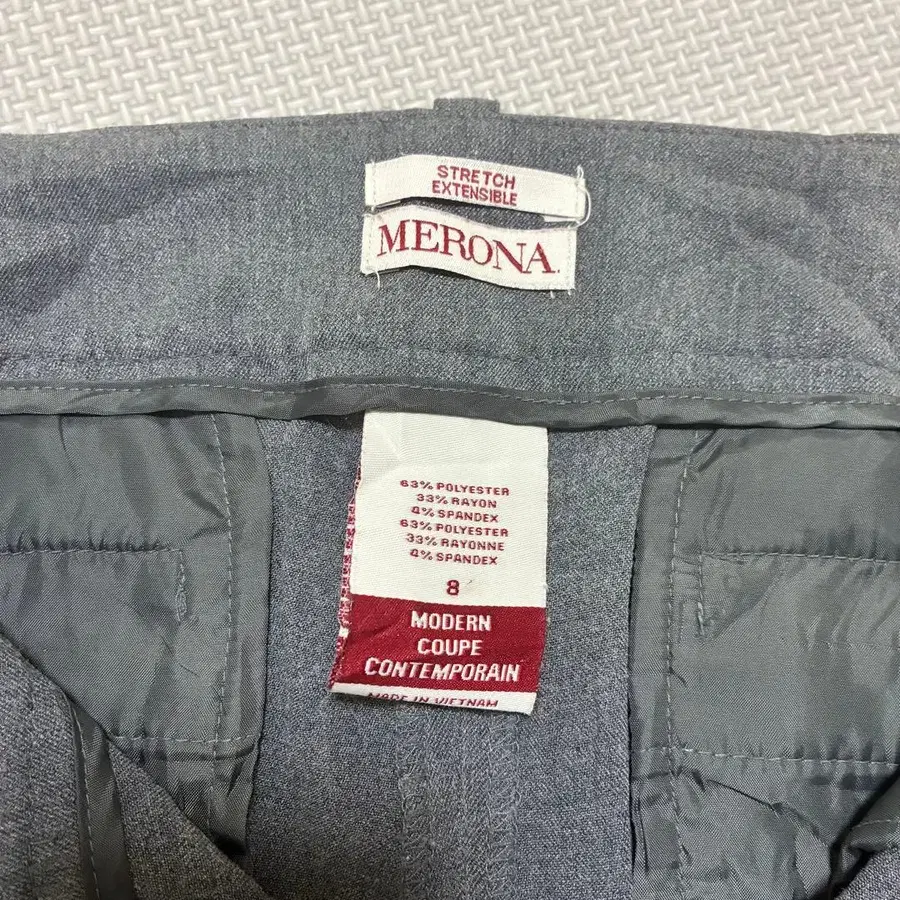 STRETCH
EXTENSIBLE
MERONA.
63% POLYESTER
33% RAYON
4% SPANDEX
63% POLYESTER
33% RAYONNE
4% SPANDEX
8
MODERN
COUPE
CONTEMPORAIN
MADE IN VIETNAM